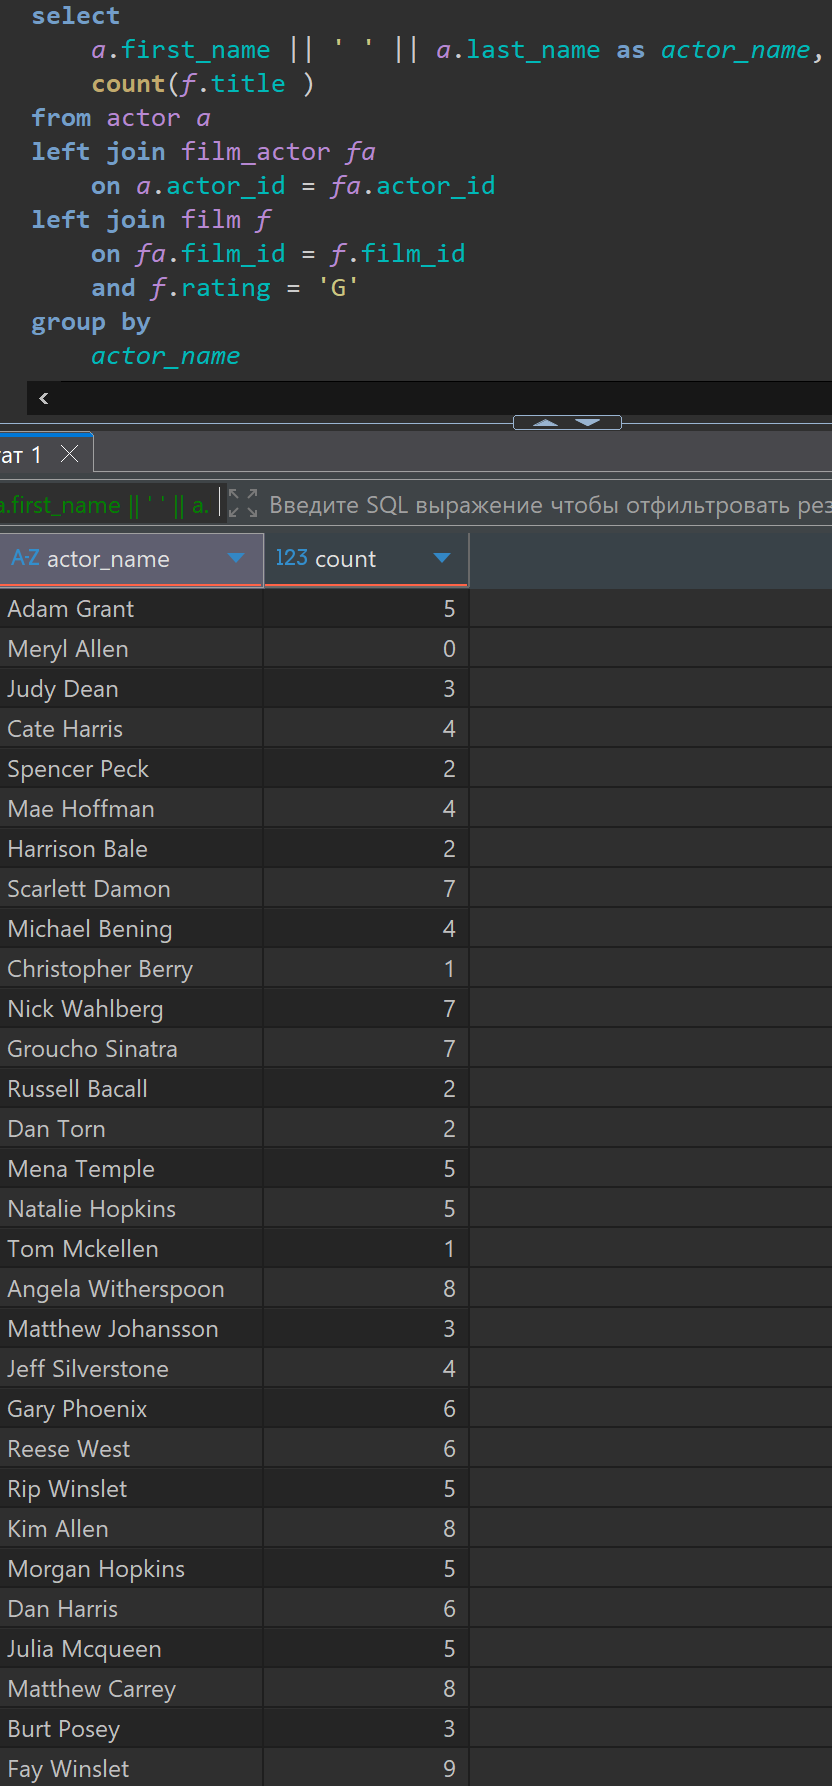 select
a.first_name || ' ' || a.last_name as actor_name,
count(f.title )
from actor a
left join film_actor fa
on a.actor_id = fa.actor_id
left join film f
on fa.film_id = f.film_id
and f.rating = 'G'
group by
actor_name
<
ат 1
a.first_name || ' ' || a. Введите SQL выражение чтобы отфильтровать рез
A-Z actor_name 123 count
Adam Grant 5
Meryl Allen 0
Judy Dean 3
Cate Harris 4
Spencer Peck 2
Mae Hoffman 4
Harrison Bale 2
Scarlett Damon 7
Michael Bening 4
Christopher Berry 1
Nick Wahlberg 7
Groucho Sinatra 7
Russell Bacall 2
Dan Torn 2
Mena Temple 5
Natalie Hopkins 5
Tom Mckellen 1
Angela Witherspoon 8
Matthew Johansson 3
Jeff Silverstone 4
Gary Phoenix 6
Reese West 6
Rip Winslet 5
Kim Allen 8
Morgan Hopkins 5
Dan Harris 6
Julia Mcqueen 5
Matthew Carrey 8
Burt Posey 3
Fay Winslet 9